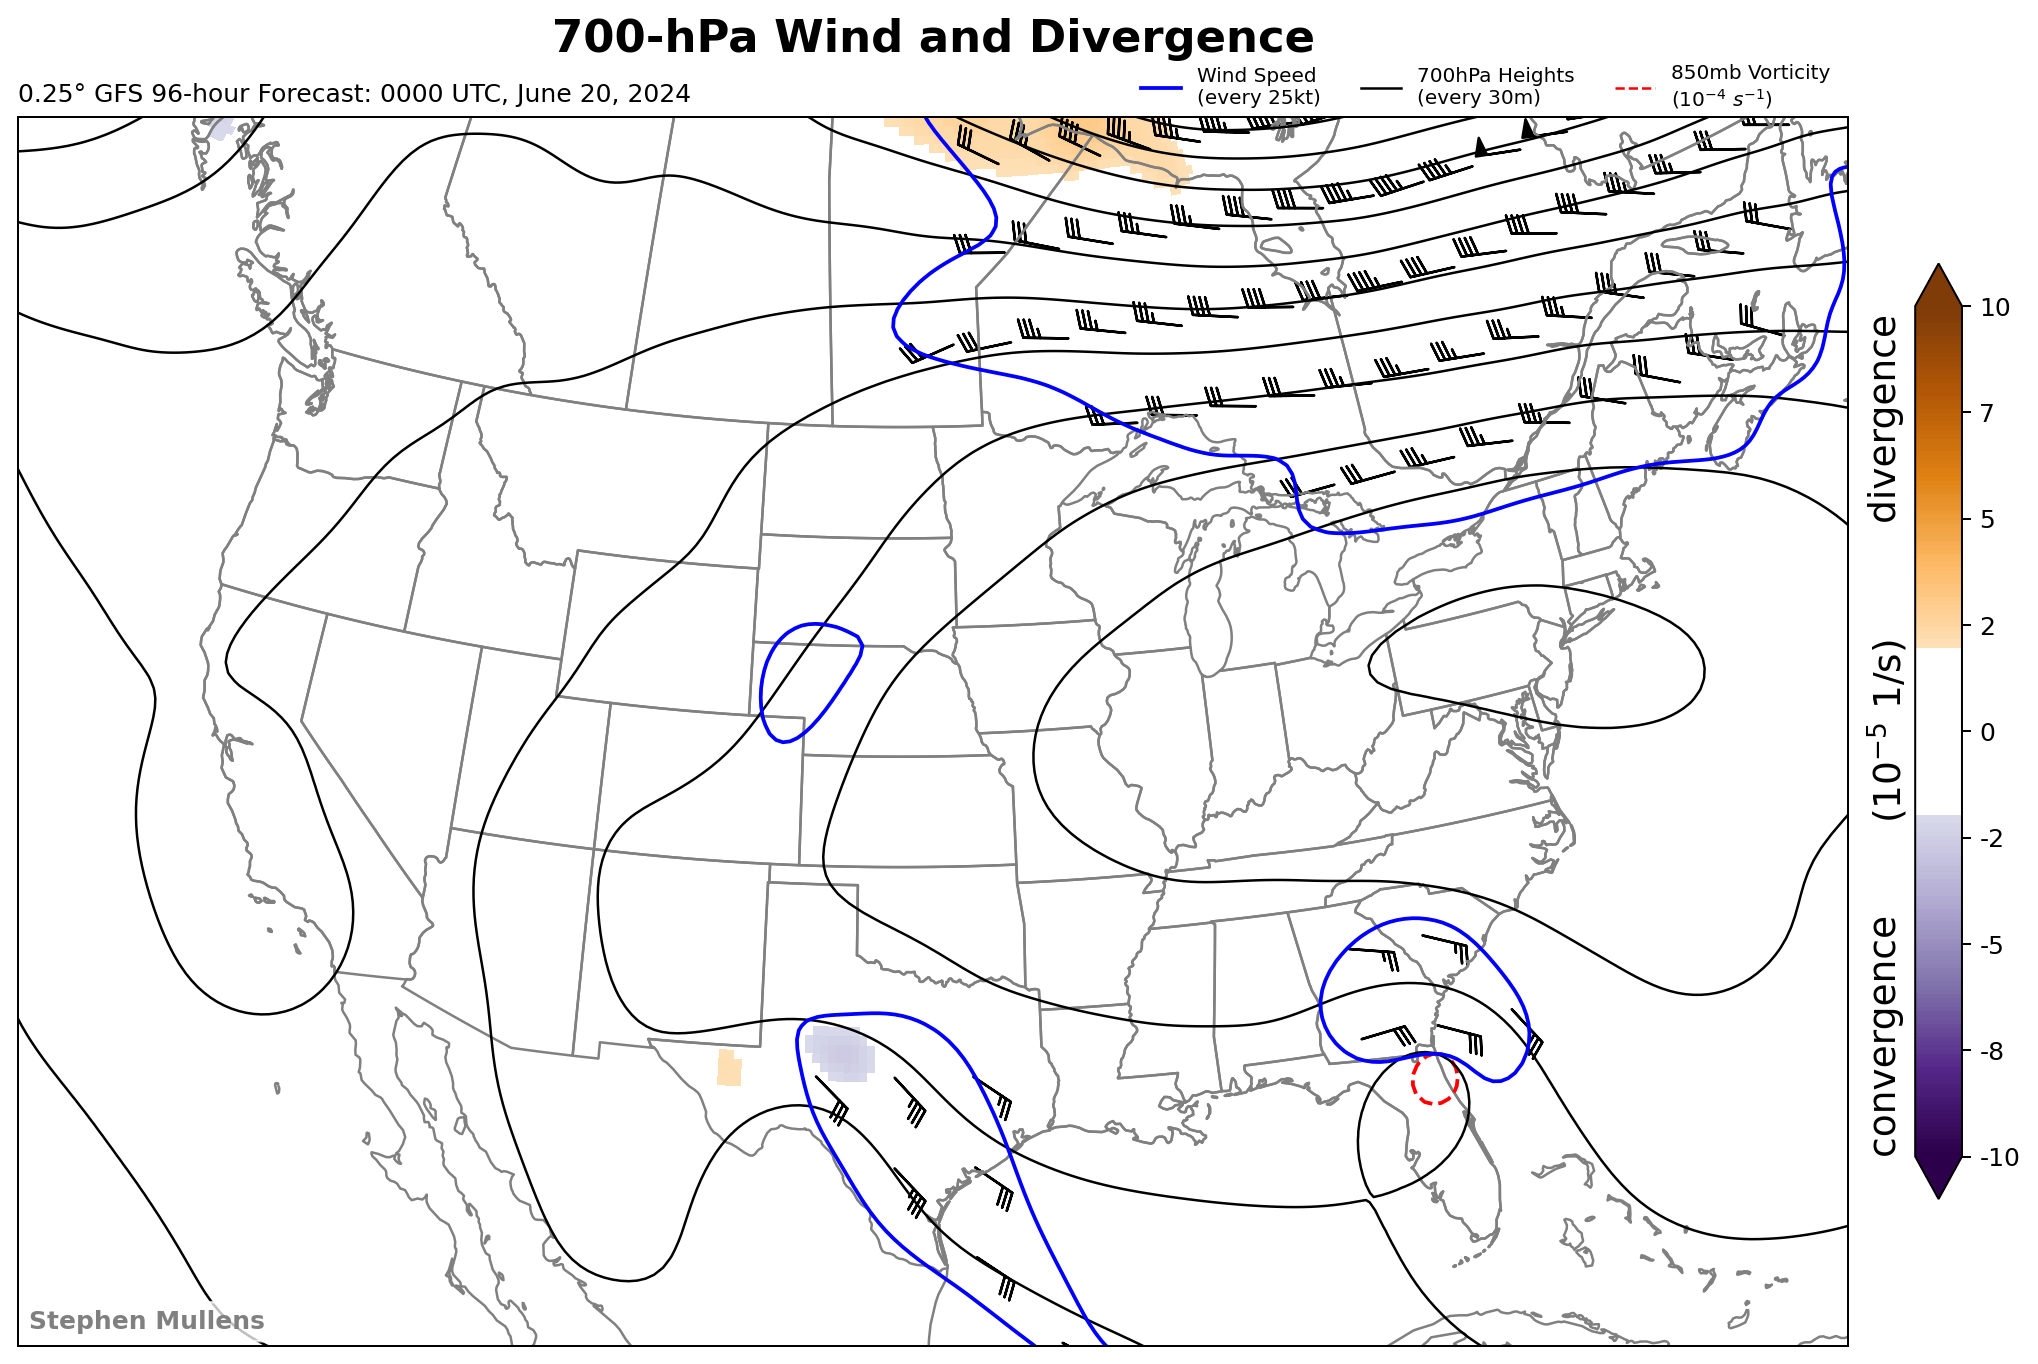 700-hPa Wind and Divergence
0.25° GFS 96-hour Forecast: 0000 UTC, June 20, 2024
Wind Speed
(every 25kt)
700hPa Heights
(every 30m)
850mb Vorticity
(10⁻⁴ s⁻¹)
10
7
5
2
0
-2
-5
-8
-10
convergence (10⁻⁵ 1/s) divergence
Stephen Mullens